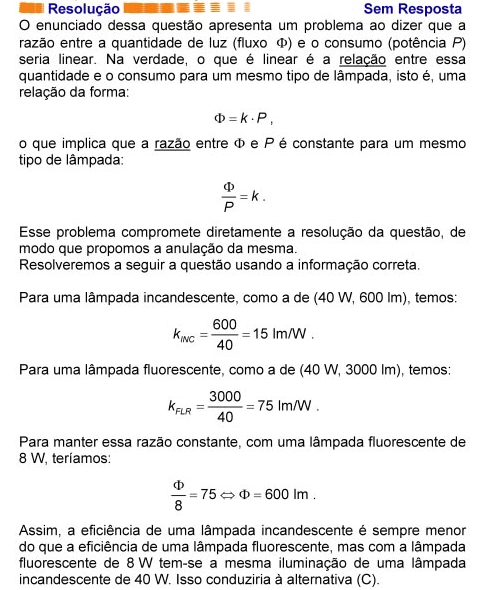 Resolução Sem Resposta
O enunciado dessa questão apresenta um problema ao dizer que a
razão entre a quantidade de luz (fluxo Φ) e o consumo (potência P)
seria linear. Na verdade, o que é linear é a relação entre essa
quantidade e o consumo para um mesmo tipo de lâmpada, isto é, uma
relação da forma:
Φ = k · P ,
o que implica que a razão entre Φ e P é constante para um mesmo
tipo de lâmpada:
Φ/P = k .
Esse problema compromete diretamente a resolução da questão, de
modo que propomos a anulação da mesma.
Resolveremos a seguir a questão usando a informação correta.
Para uma lâmpada incandescente, como a de (40 W, 600 lm), temos:
k_INC = 600/40 = 15 lm/W .
Para uma lâmpada fluorescente, como a de (40 W, 3000 lm), temos:
k_FLR = 3000/40 = 75 lm/W .
Para manter essa razão constante, com uma lâmpada fluorescente de
8 W, teríamos:
Φ/8 = 75 ⇔ Φ = 600 lm .
Assim, a eficiência de uma lâmpada incandescente é sempre menor
do que a eficiência de uma lâmpada fluorescente, mas com a lâmpada
fluorescente de 8 W tem-se a mesma iluminação de uma lâmpada
incandescente de 40 W. Isso conduziria à alternativa (C).